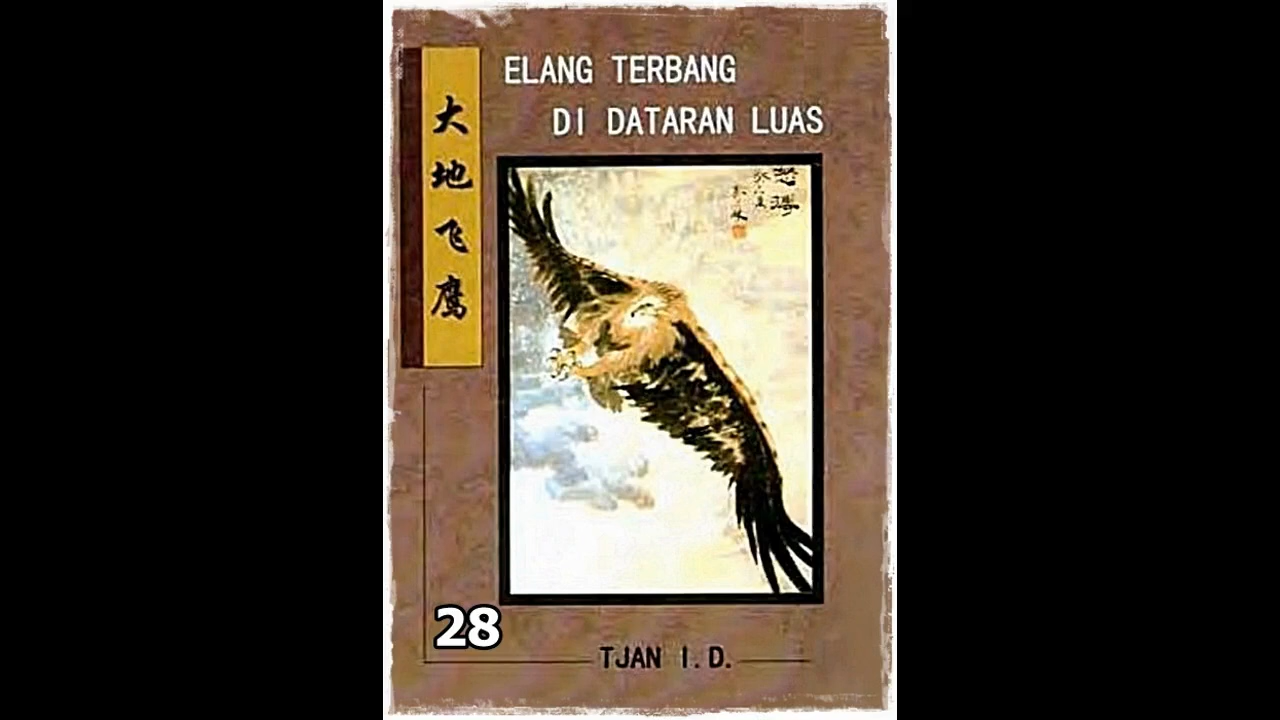 ELANG TERBANG
DI DATARAN LUAS
大地飞鹰
28
TJAN I.D.